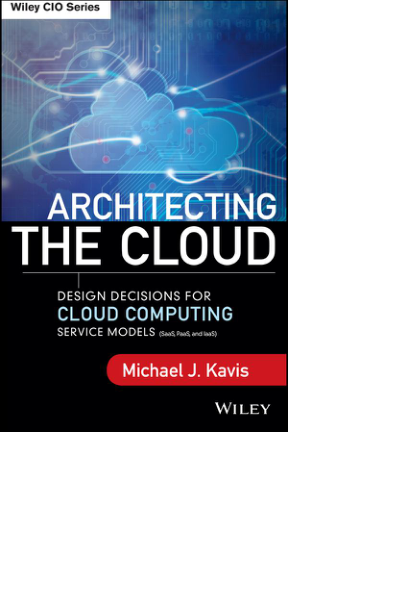 Wiley CIO Series
ARCHITECTING
THE CLOUD
DESIGN DECISIONS FOR
CLOUD COMPUTING
SERVICE MODELS (SaaS, PaaS, and IaaS)
Michael J. Kavis
WILEY